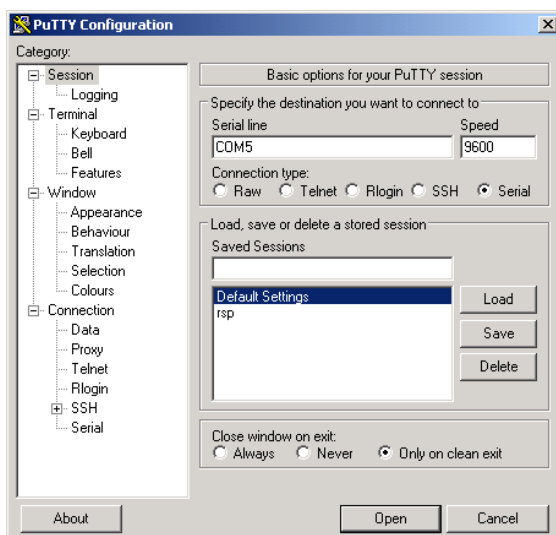 PuTTY Configuration
Category:
Session
Logging
Terminal
Keyboard
Bell
Features
Window
Appearance
Behaviour
Translation
Selection
Colours
Connection
Data
Proxy
Telnet
Rlogin
SSH
Serial
Basic options for your PuTTY session
Specify the destination you want to connect to
Serial line Speed
COM5 9600
Connection type:
Raw Telnet Rlogin SSH Serial
Load, save or delete a stored session
Saved Sessions
Default Settings
rsp
Load
Save
Delete
Close window on exit:
Always Never Only on clean exit
About Open Cancel